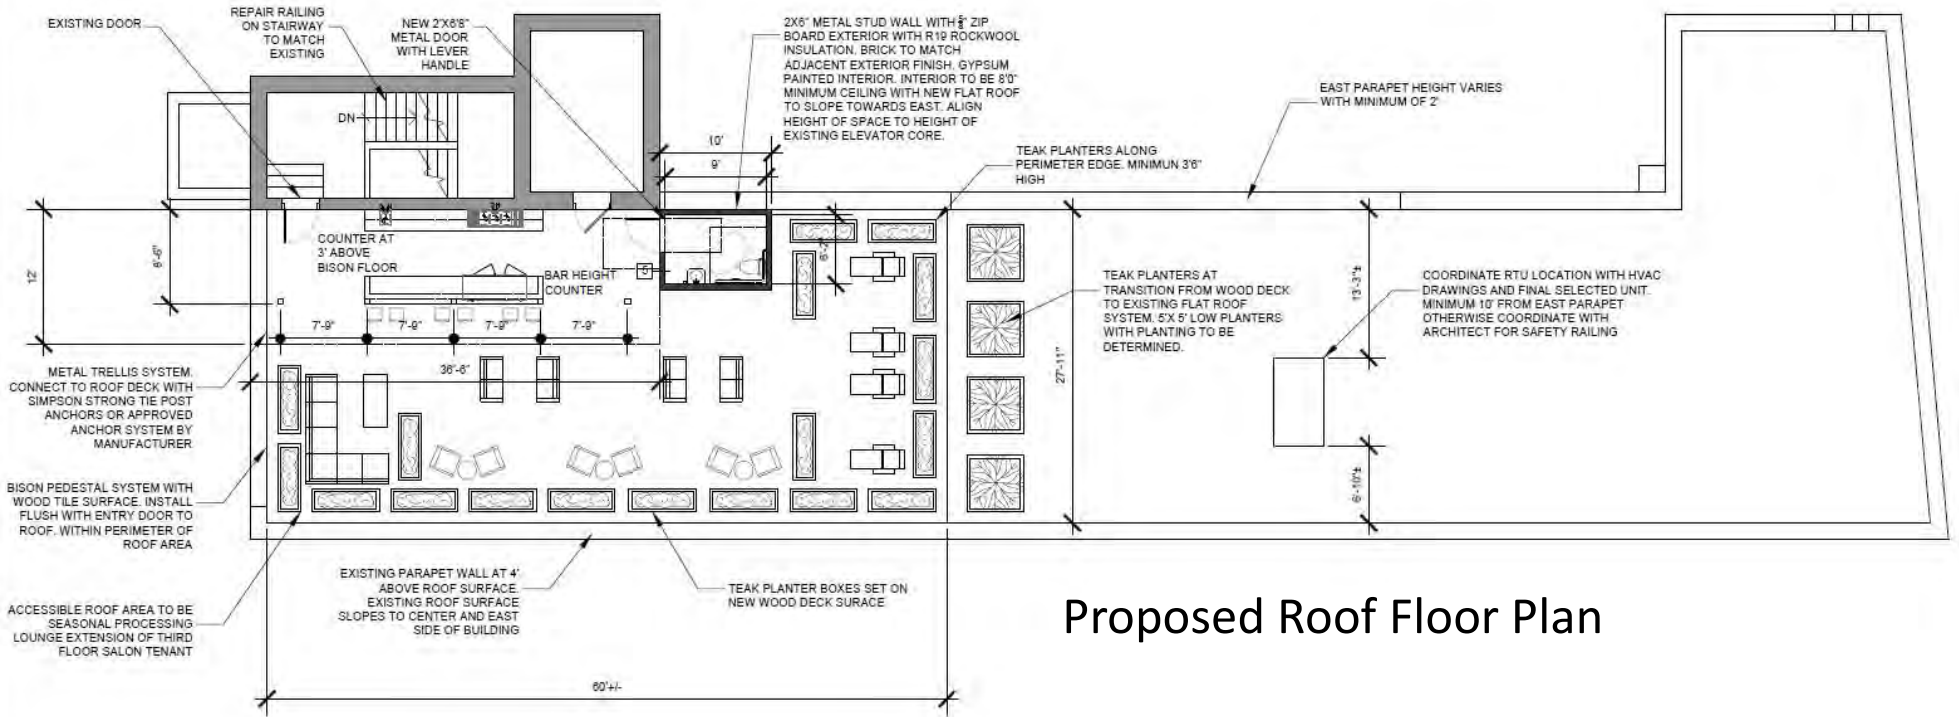 EXISTING DOOR
REPAIR RAILING
ON STAIRWAY
TO MATCH
EXISTING
NEW 2'X6'8"
METAL DOOR
WITH LEVER
HANDLE
2X6" METAL STUD WALL WITH ⅝" ZIP
BOARD EXTERIOR WITH R19 ROCKWOOL
INSULATION. BRICK TO MATCH
ADJACENT EXTERIOR FINISH. GYPSUM
PAINTED INTERIOR. INTERIOR TO BE 8'0"
MINIMUM CEILING WITH NEW FLAT ROOF
TO SLOPE TOWARDS EAST. ALIGN
HEIGHT OF SPACE TO HEIGHT OF
EXISTING ELEVATOR CORE.
EAST PARAPET HEIGHT VARIES
WITH MINIMUM OF 2'
TEAK PLANTERS ALONG
PERIMETER EDGE. MINIMUN 3'6"
HIGH
DN
10'
9'
12'
6'-6"
COUNTER AT
3' ABOVE
BISON FLOOR
BAR HEIGHT
COUNTER
5
6'-2"
7'-9"
7'-9"
7'-9"
7'-9"
36'-6"
TEAK PLANTERS AT
TRANSITION FROM WOOD DECK
TO EXISTING FLAT ROOF
SYSTEM. 5'X 5' LOW PLANTERS
WITH PLANTING TO BE
DETERMINED.
27'-11"
13'-3"±
6'-10"±
COORDINATE RTU LOCATION WITH HVAC
DRAWINGS AND FINAL SELECTED UNIT.
MINIMUM 10' FROM EAST PARAPET
OTHERWISE COORDINATE WITH
ARCHITECT FOR SAFETY RAILING
METAL TRELLIS SYSTEM.
CONNECT TO ROOF DECK WITH
SIMPSON STRONG TIE POST
ANCHORS OR APPROVED
ANCHOR SYSTEM BY
MANUFACTURER
BISON PEDESTAL SYSTEM WITH
WOOD TILE SURFACE. INSTALL
FLUSH WITH ENTRY DOOR TO
ROOF. WITHIN PERIMETER OF
ROOF AREA
ACCESSIBLE ROOF AREA TO BE
SEASONAL PROCESSING
LOUNGE EXTENSION OF THIRD
FLOOR SALON TENANT
EXISTING PARAPET WALL AT 4'
ABOVE ROOF SURFACE.
EXISTING ROOF SURFACE
SLOPES TO CENTER AND EAST
SIDE OF BUILDING
TEAK PLANTER BOXES SET ON
NEW WOOD DECK SURACE
60'+/-
Proposed Roof Floor Plan